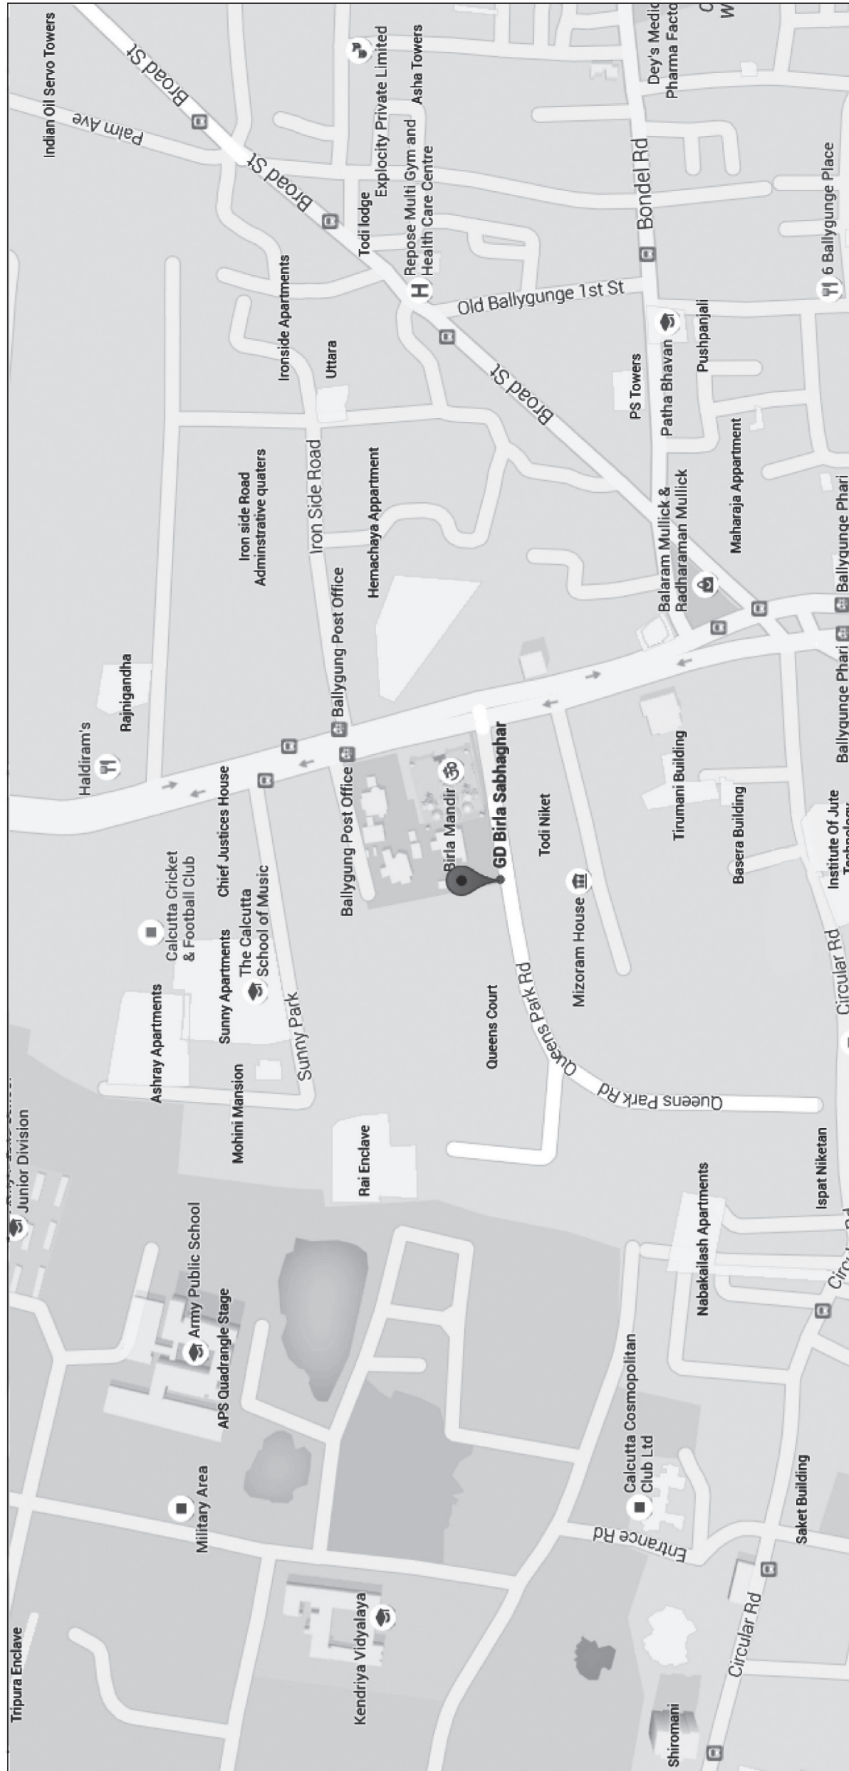 Indian Oil Servo Towers
Palm Ave
Broad St
Broad St
Explocity Private Limited
Asha Towers
Dey's Medic
Pharma Facto
Todi lodge
Repose Multi Gym and
Health Care Centre
Bondel Rd
6 Ballygunge Place
Ironside Apartments
Old Ballygunge 1st St
Uttara
Broad St
PS Towers
Patha Bhavan
Pushpanjali
Iron side Road
Adminstrative quaters
Iron Side Road
Hemachaya Appartment
Balaram Mullick &
Radharaman Mullick
Maharaja Appartment
Ballygunge Phari
Ballygunge Phari
Haldiram's
Rajnigandha
Ballygung Post Office
Ballygung Post Office
Chief Justices House
Calcutta Cricket
& Football Club
The Calcutta
School of Music
Sunny Apartments
Ashray Apartments
Sunny Park
Mohini Mansion
Birla Mandir
GD Birla Sabhaghar
Todi Niket
Tirumani Building
Basera Building
Institute Of Jute
Technology
Mizoram House
Queens Court
Queens Park Rd
Queens Park Rd
Queens Park Rd
Circular Rd
Junior Division
Rai Enclave
Nabakailash Apartments
Ispat Niketan
Army Public School
APS Quadrangle Stage
Calcutta Cosmopolitan
Club Ltd
Military Area
Entrance Rd
Saket Building
Tripura Enclave
Kendriya Vidyalaya
Circular Rd
Shiromani